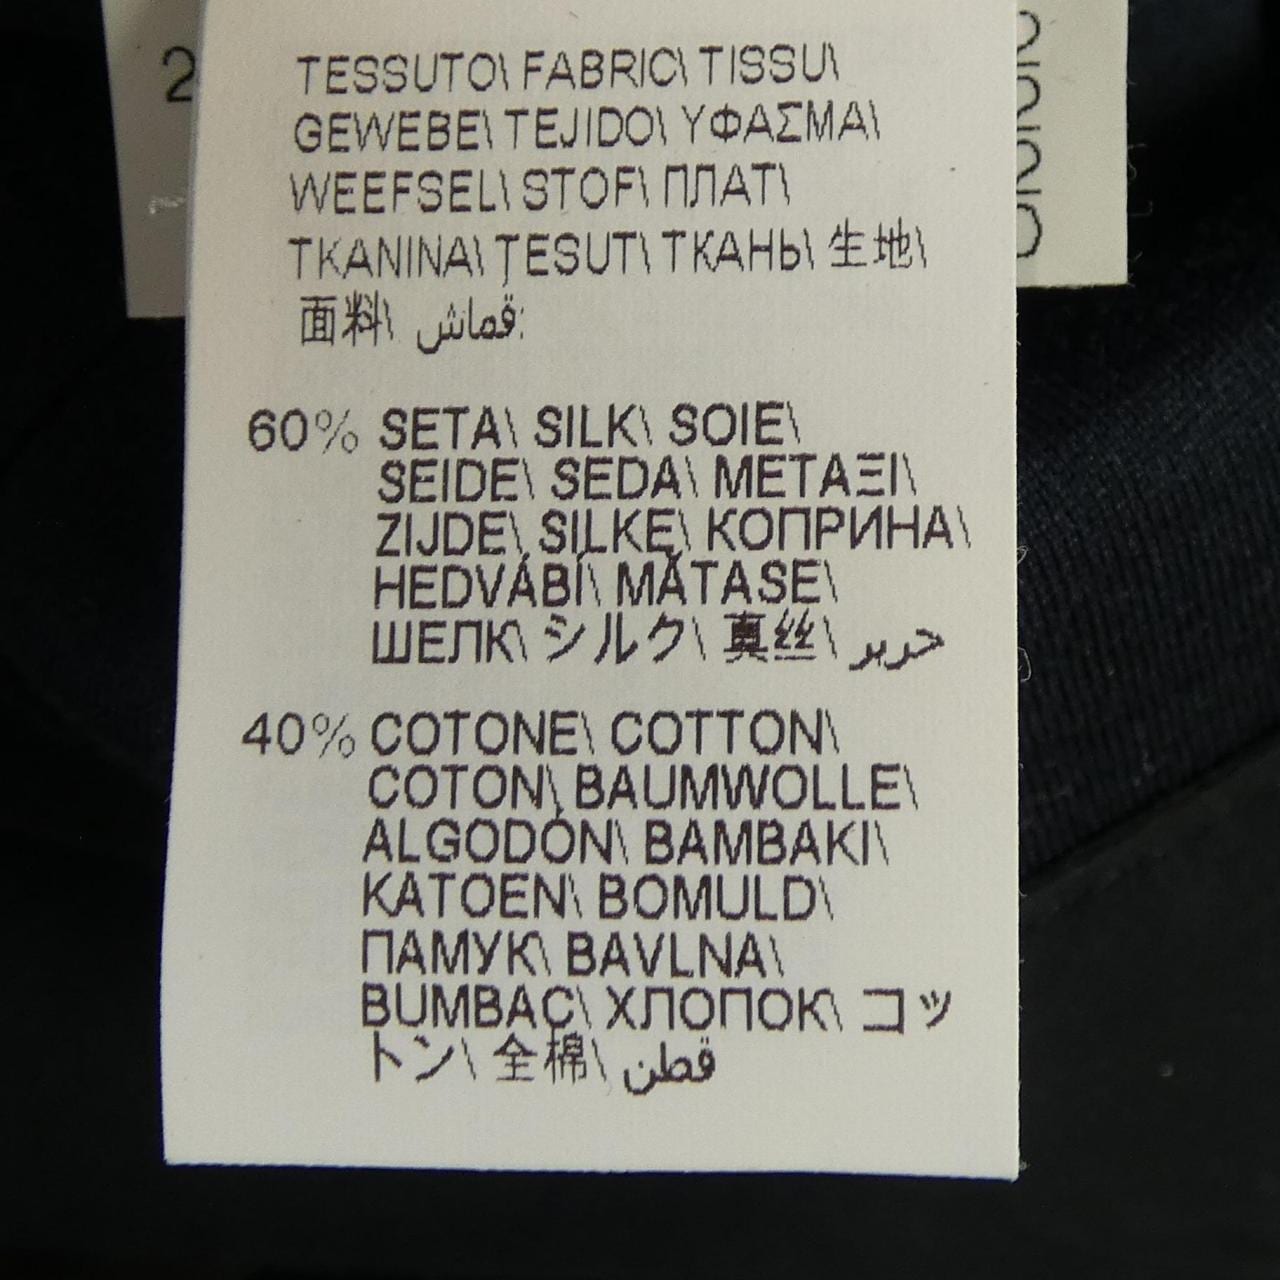 TESSUTO\ FABRIC\ TISSU\
GEWEBE\ TEJIDO\ ΥΦΑΣΜΑ\
WEEFSEL\ STOF\ ПЛАТ\
TKANINA\ ȚESUT\ ТКАНЬ\ 生地\
面料\ قماش:
60% SETA\ SILK\ SOIE\
SEIDE\ SEDA\ ΜΕΤΑΞΙ\
ZIJDE\ SILKE\ КОПРИНА\
HEDVÁBÍ\ MĂTASE\
ШЕЛК\ シルク\ 真丝\ حرير
40% COTONE\ COTTON\
COTON\ BAUMWOLLE\
ALGODÓN\ BAMBAKI\
KATOEN\ BOMULD\
ПАМУК\ BAVLNA\
BUMBAC\ ХЛОПОК\ コッ
トン\ 全棉\ قطن